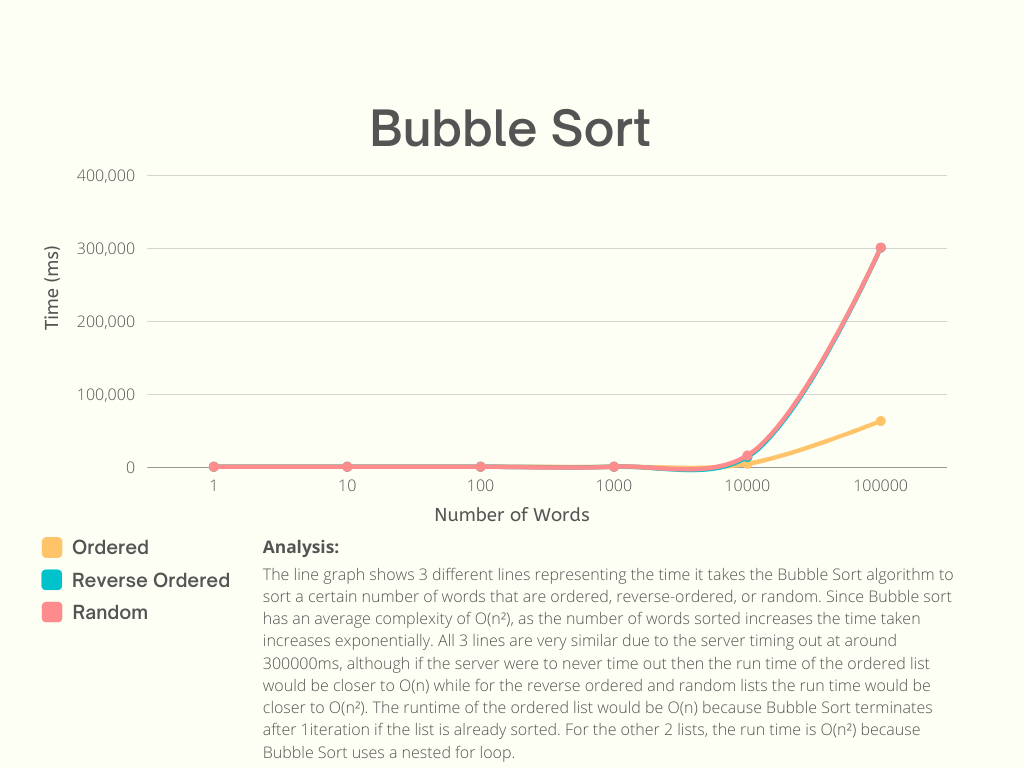 Bubble Sort
400,000
300,000
200,000
100,000
0
Time (ms)
1 10 100 1000 10000 100000
Number of Words
Ordered
Reverse Ordered
Random
Analysis:
The line graph shows 3 different lines representing the time it takes the Bubble Sort algorithm to
sort a certain number of words that are ordered, reverse-ordered, or random. Since Bubble sort
has an average complexity of O(n²), as the number of words sorted increases the time taken
increases exponentially. All 3 lines are very similar due to the server timing out at around
300000ms, although if the server were to never time out then the run time of the ordered list
would be closer to O(n) while for the reverse ordered and random lists the run time would be
closer to O(n²). The runtime of the ordered list would be O(n) because Bubble Sort terminates
after 1iteration if the list is already sorted. For the other 2 lists, the run time is O(n²) because
Bubble Sort uses a nested for loop.